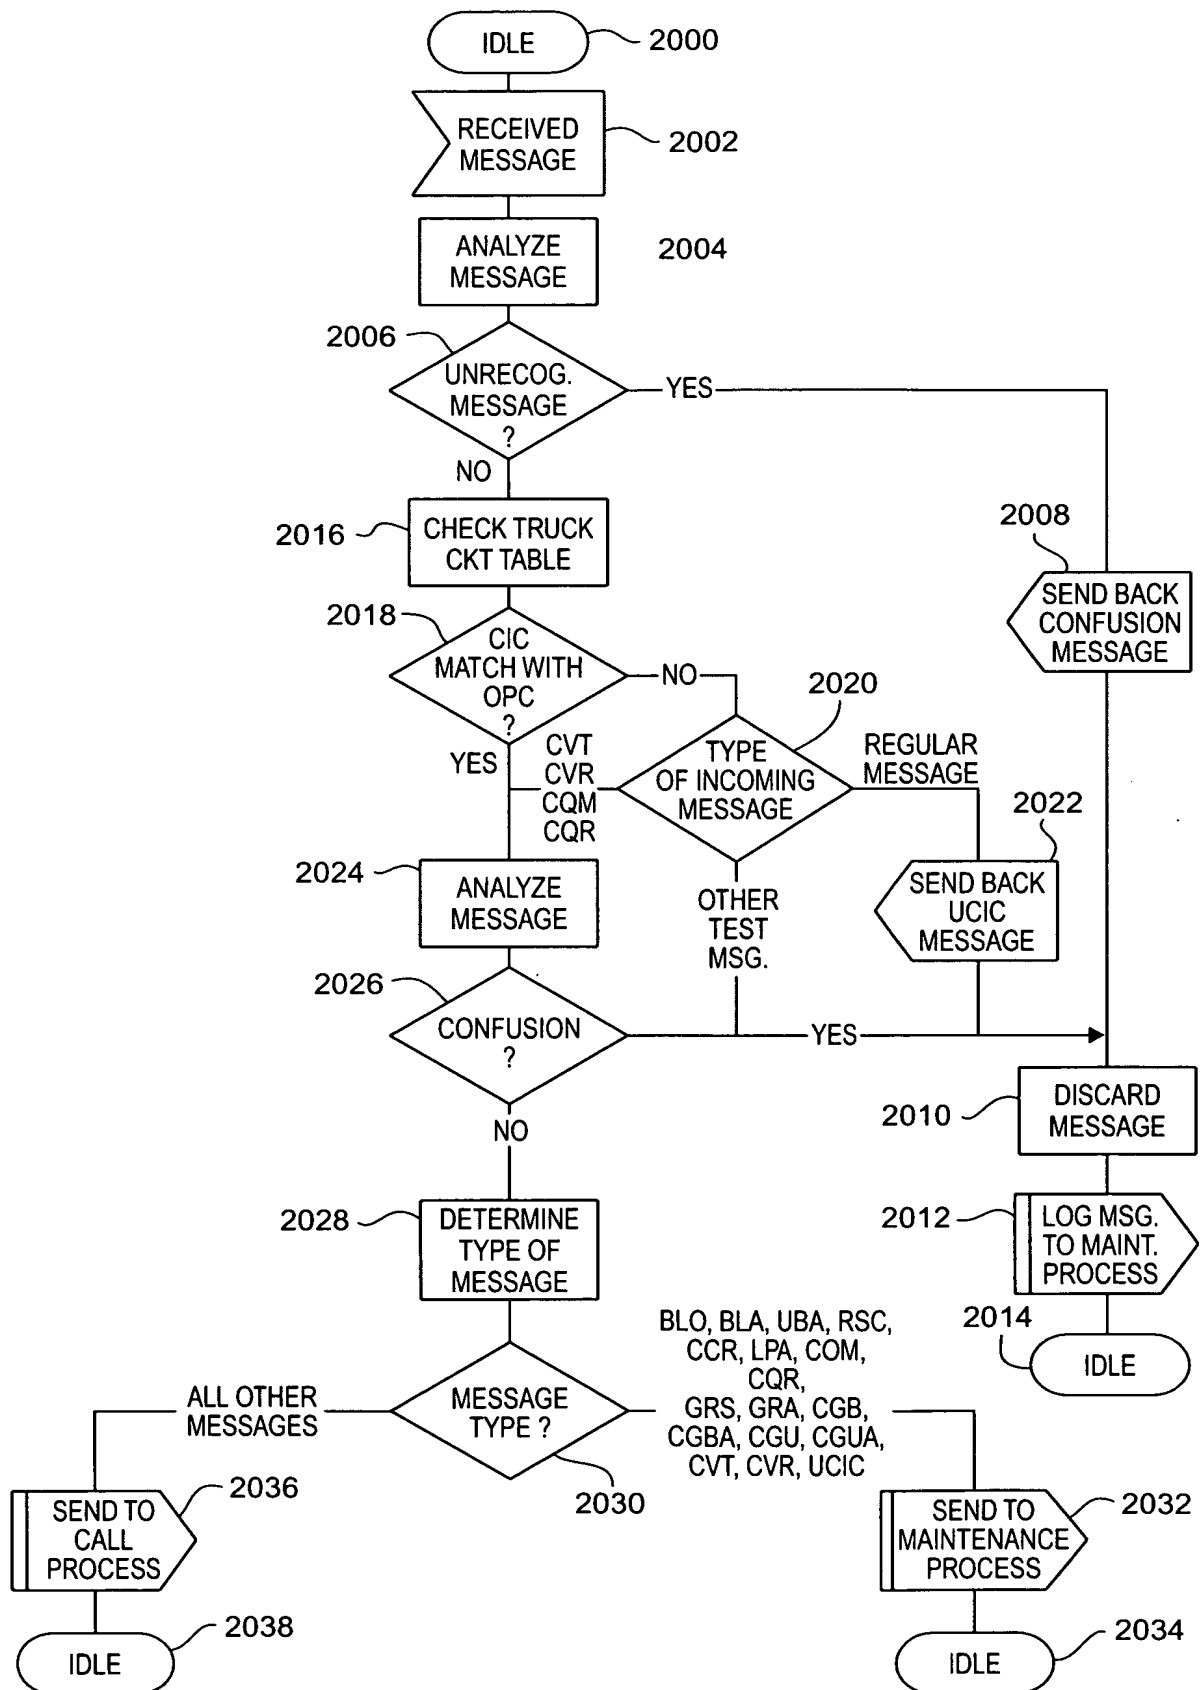 IDLE
2000
RECEIVED
MESSAGE
2002
ANALYZE
MESSAGE
2004
2006
UNRECOG.
MESSAGE
?
YES
NO
2016
CHECK TRUCK
CKT TABLE
2008
SEND BACK
CONFUSION
MESSAGE
2018
CIC
MATCH WITH
OPC
?
NO
2020
TYPE
OF INCOMING
MESSAGE
REGULAR
MESSAGE
YES
CVT
CVR
CQM
CQR
2022
SEND BACK
UCIC
MESSAGE
2024
ANALYZE
MESSAGE
OTHER
TEST
MSG.
2026
CONFUSION
?
YES
NO
2010
DISCARD
MESSAGE
2028
DETERMINE
TYPE OF
MESSAGE
2012
LOG MSG.
TO MAINT.
PROCESS
2014
IDLE
MESSAGE
TYPE ?
2030
BLO, BLA, UBA, RSC,
CCR, LPA, COM,
CQR,
GRS, GRA, CGB,
CGBA, CGU, CGUA,
CVT, CVR, UCIC
ALL OTHER
MESSAGES
2036
SEND TO
CALL
PROCESS
2032
SEND TO
MAINTENANCE
PROCESS
2038
IDLE
2034
IDLE